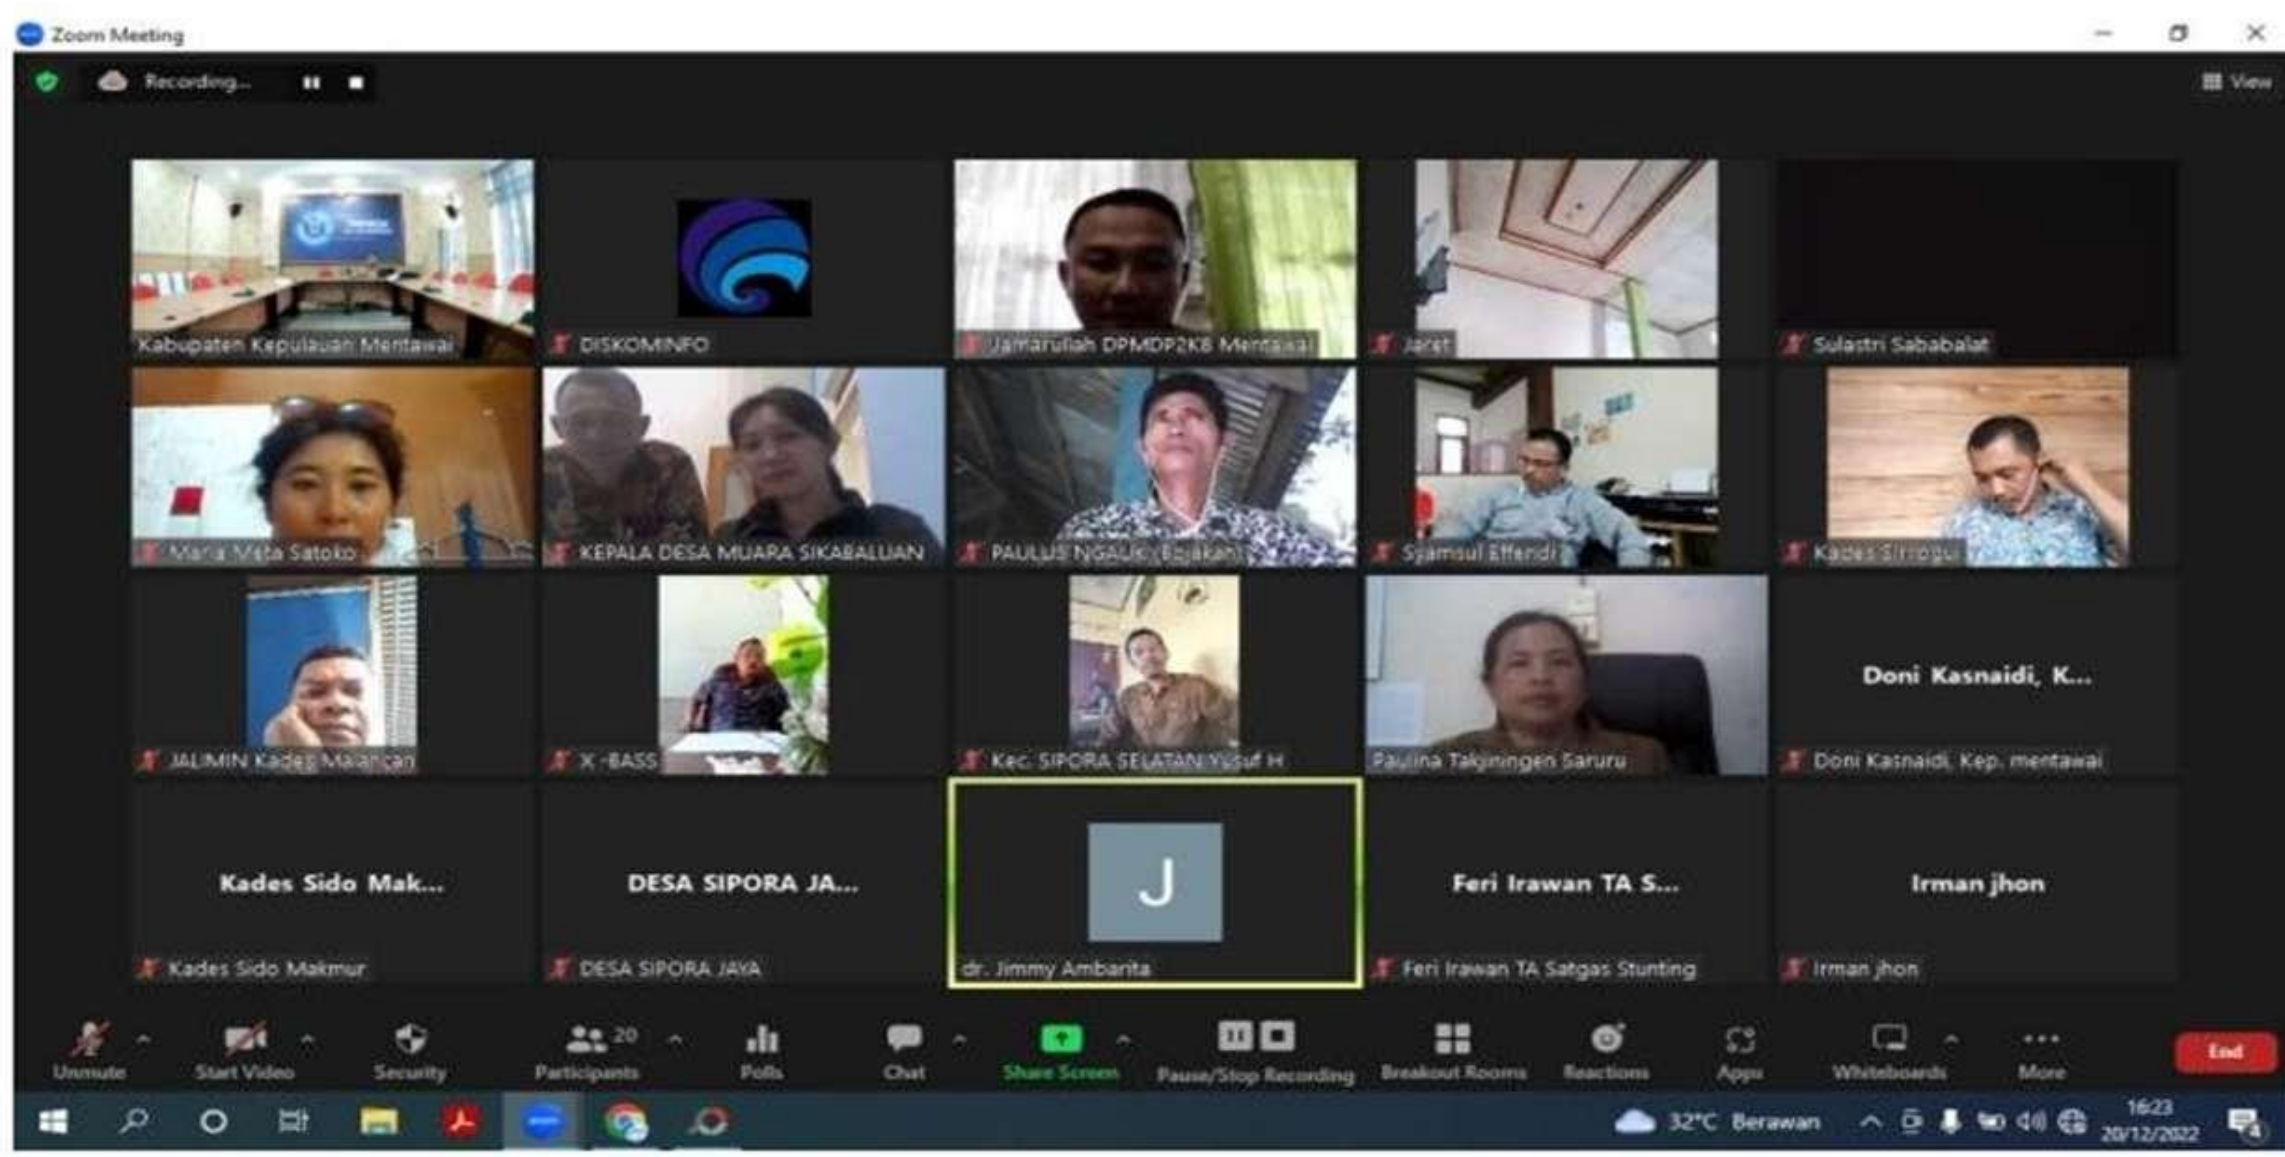 Zoom Meeting
Recording...
View
Kabupaten Kepulauan Mentawai
DISKOMINFO
Jamarullah DPMDP2KB Mentawai
Jaret
Sulastri Sababalat
Maria Meta Satoko
KEPALA DESA MUARA SIKABALUAN
PAULUS NGAUK (Bojakan)
Syamsul Effendi
Kades
JALIMIN Kades Malancan
X -BASS
Kec. SIPORA SELATAN Yusuf H
Paulina Takjiningen Saruru
Doni Kasnaidi, K...
Doni Kasnaidi, Kep. mentawai
Kades Sido Mak...
Kades Sido Makmur
DESA SIPORA JA...
DESA SIPORA JAYA
J
dr. Jimmy Ambarita
Feri Irawan TA S...
Feri Irawan TA Satgas Stunting
Irman jhon
Irman jhon
Unmute
Start Video
Security
20
Participants
Polls
Chat
Share Screen
Pause/Stop Recording
Breakout Rooms
Reactions
Apps
Whiteboards
More
End
32°C Berawan
16:23
20/12/2022
4